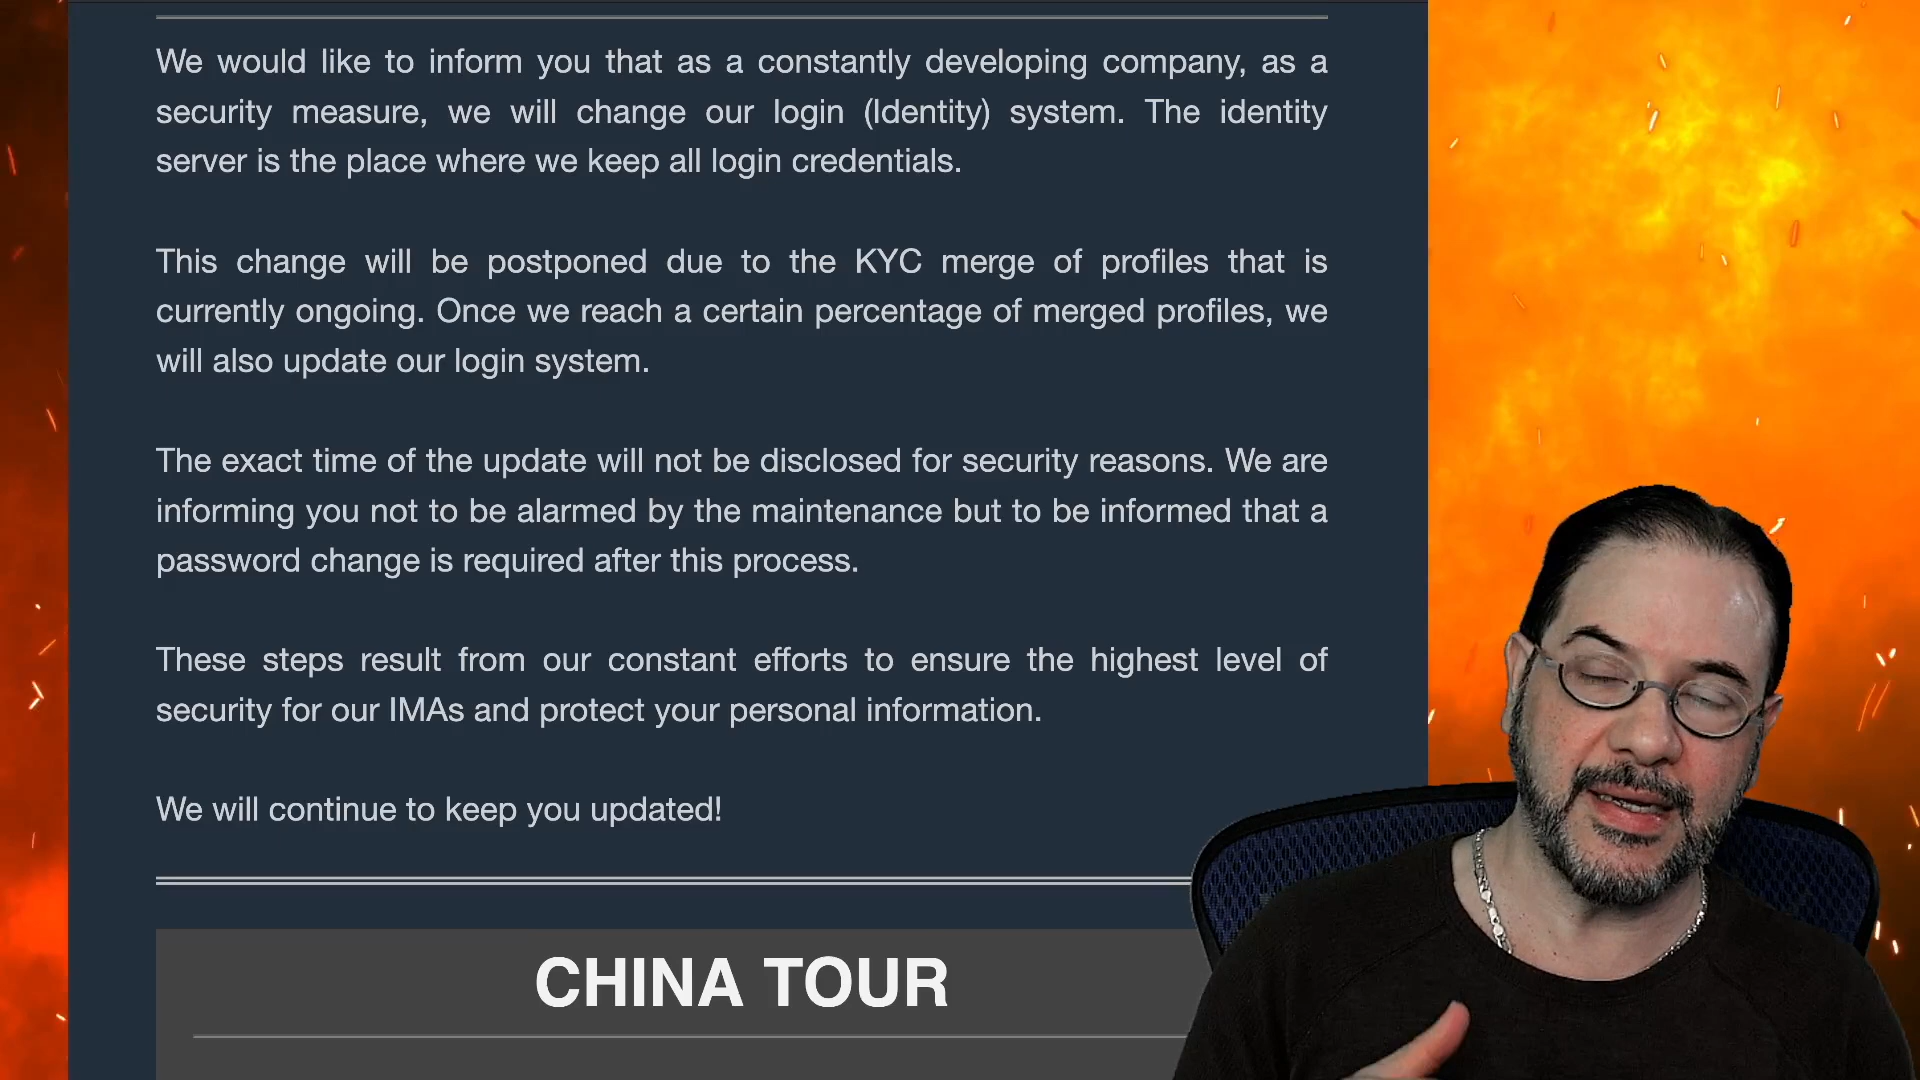 We would like to inform you that as a constantly developing company, as a
security measure, we will change our login (Identity) system. The identity
server is the place where we keep all login credentials.
This change will be postponed due to the KYC merge of profiles that is
currently ongoing. Once we reach a certain percentage of merged profiles, we
will also update our login system.
The exact time of the update will not be disclosed for security reasons. We are
informing you not to be alarmed by the maintenance but to be informed that a
password change is required after this process.
These steps result from our constant efforts to ensure the highest level of
security for our IMAs and protect your personal information.
We will continue to keep you updated!
CHINA TOUR